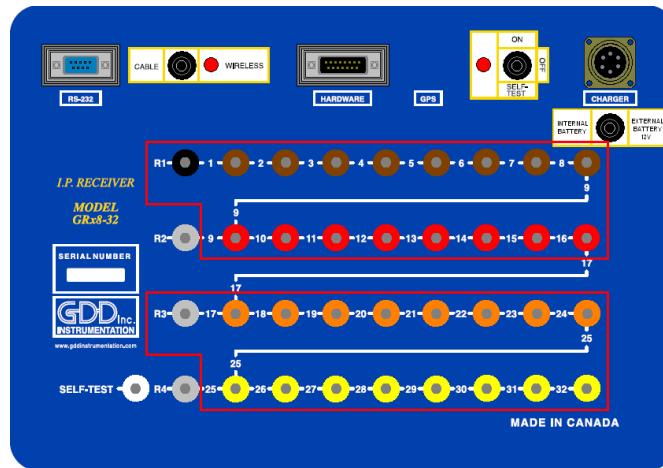 ON
OFF
CABLE
WIRELESS
SELF-
TEST
RS-232
HARDWARE
GPS
CHARGER
INTERNAL
BATTERY
EXTERNAL
BATTERY
12V
R1 1 2 3 4 5 6 7 8
9
I.P. RECEIVER
MODEL
GRx8-32
9
R2 9 10 11 12 13 14 15 16
17
SERIAL NUMBER
17
R3 17 18 19 20 21 22 23 24
GDD Inc.
INSTRUMENTATION
www.gddinstrumentation.com
25
25
SELF-TEST R4 25 26 27 28 29 30 31 32
MADE IN CANADA